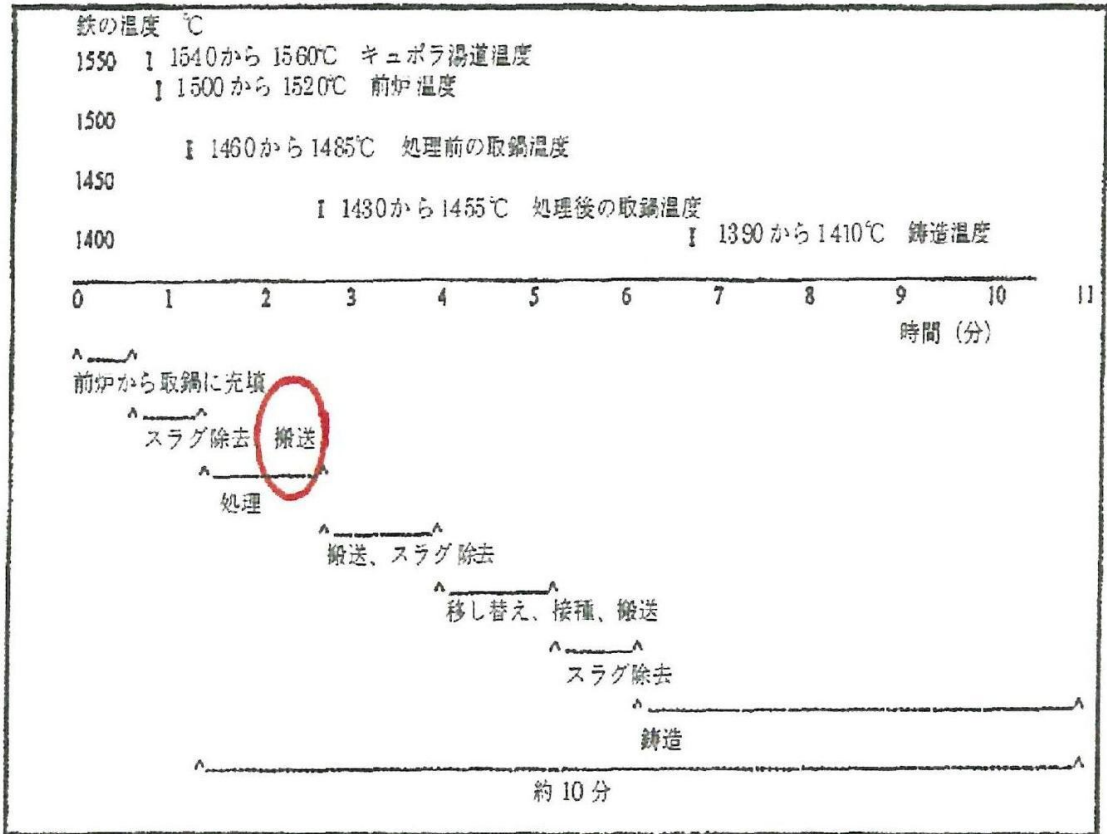 鉄の温度 ℃
1550 1540から1560℃ キュポラ湯道温度
1500から1520℃ 前炉温度
1500
1460から1485℃ 処理前の取鍋温度
1450
1430から1455℃ 処理後の取鍋温度
1400 1390から1410℃ 鋳造温度
0 1 2 3 4 5 6 7 8 9 10 11
時間（分）
前炉から取鍋に充填
スラグ除去 搬送
処理
搬送、スラグ除去
移し替え、接種、搬送
スラグ除去
鋳造
約10分